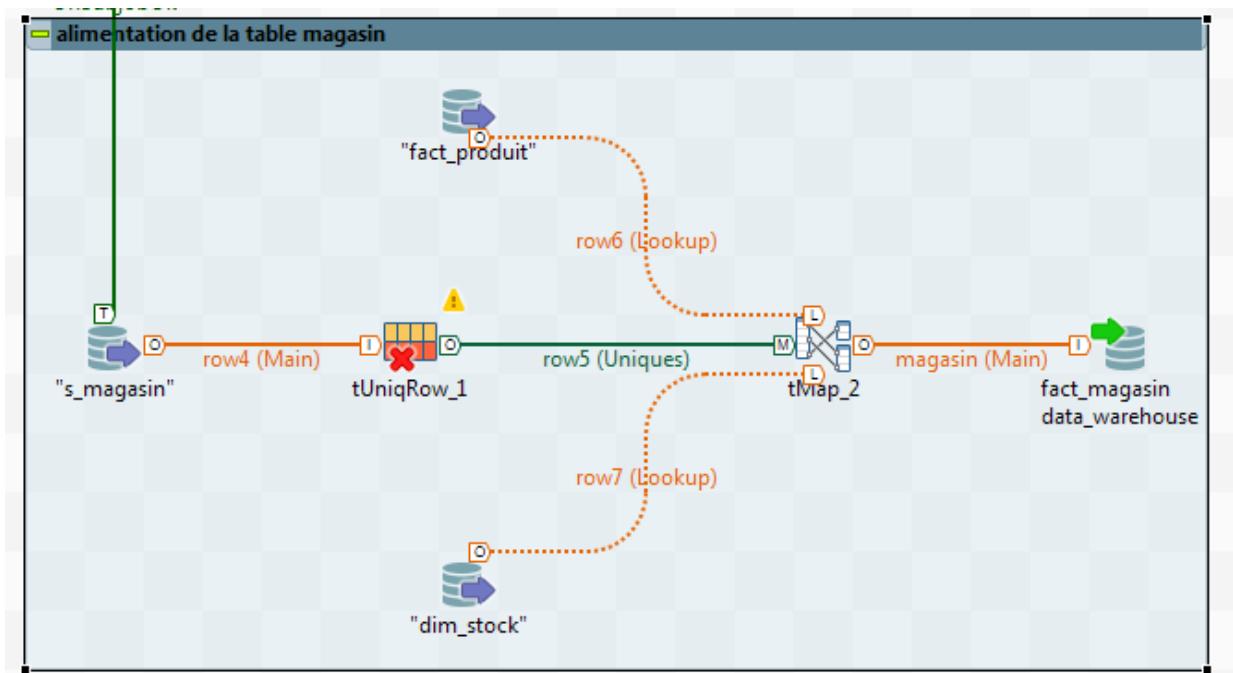 alimentation de la table magasin
O
"fact_produit"
row6 (Lookup)
T
O
row4 (Main)
I
O
row5 (Uniques)
M
L
O
magasin (Main)
I
L
"s_magasin"
tUniqRow_1
tMap_2
fact_magasin
data_warehouse
row7 (Lookup)
O
"dim_stock"